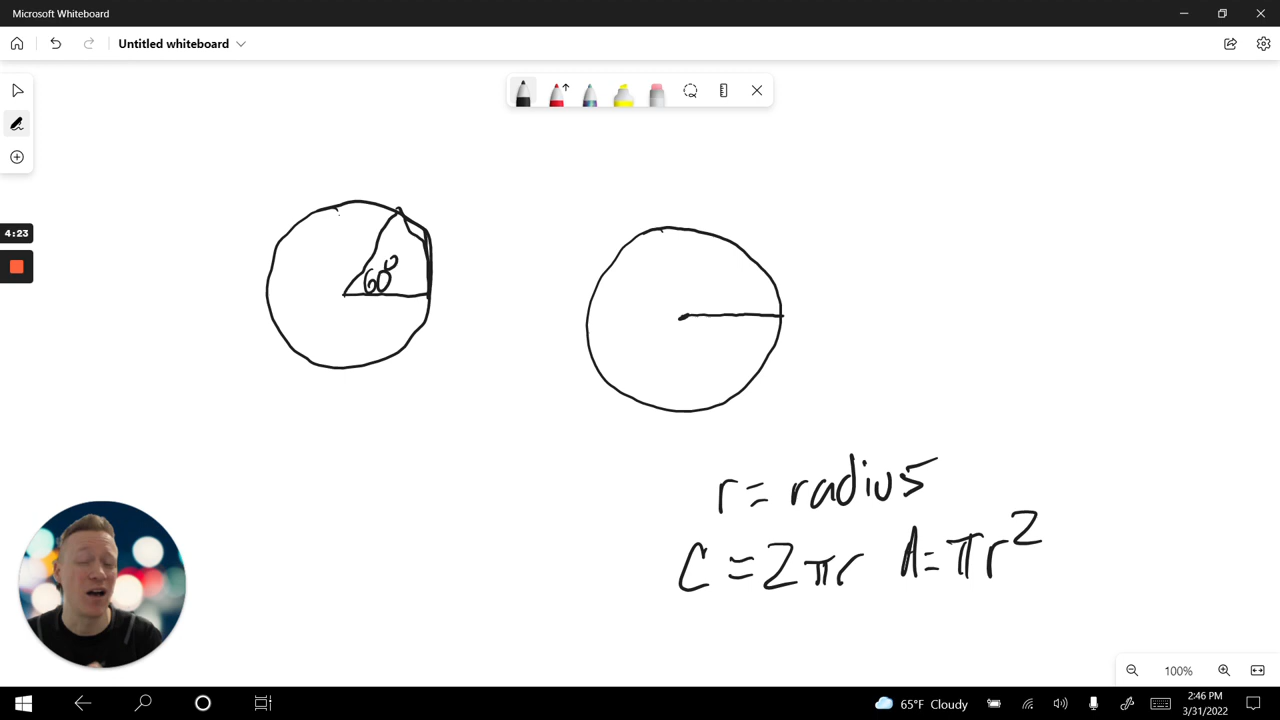 Microsoft Whiteboard
Untitled whiteboard
4:23
60°
r = radius
C = 2πr A = πr²
100%
65°F Cloudy
2:46 PM
3/31/2022